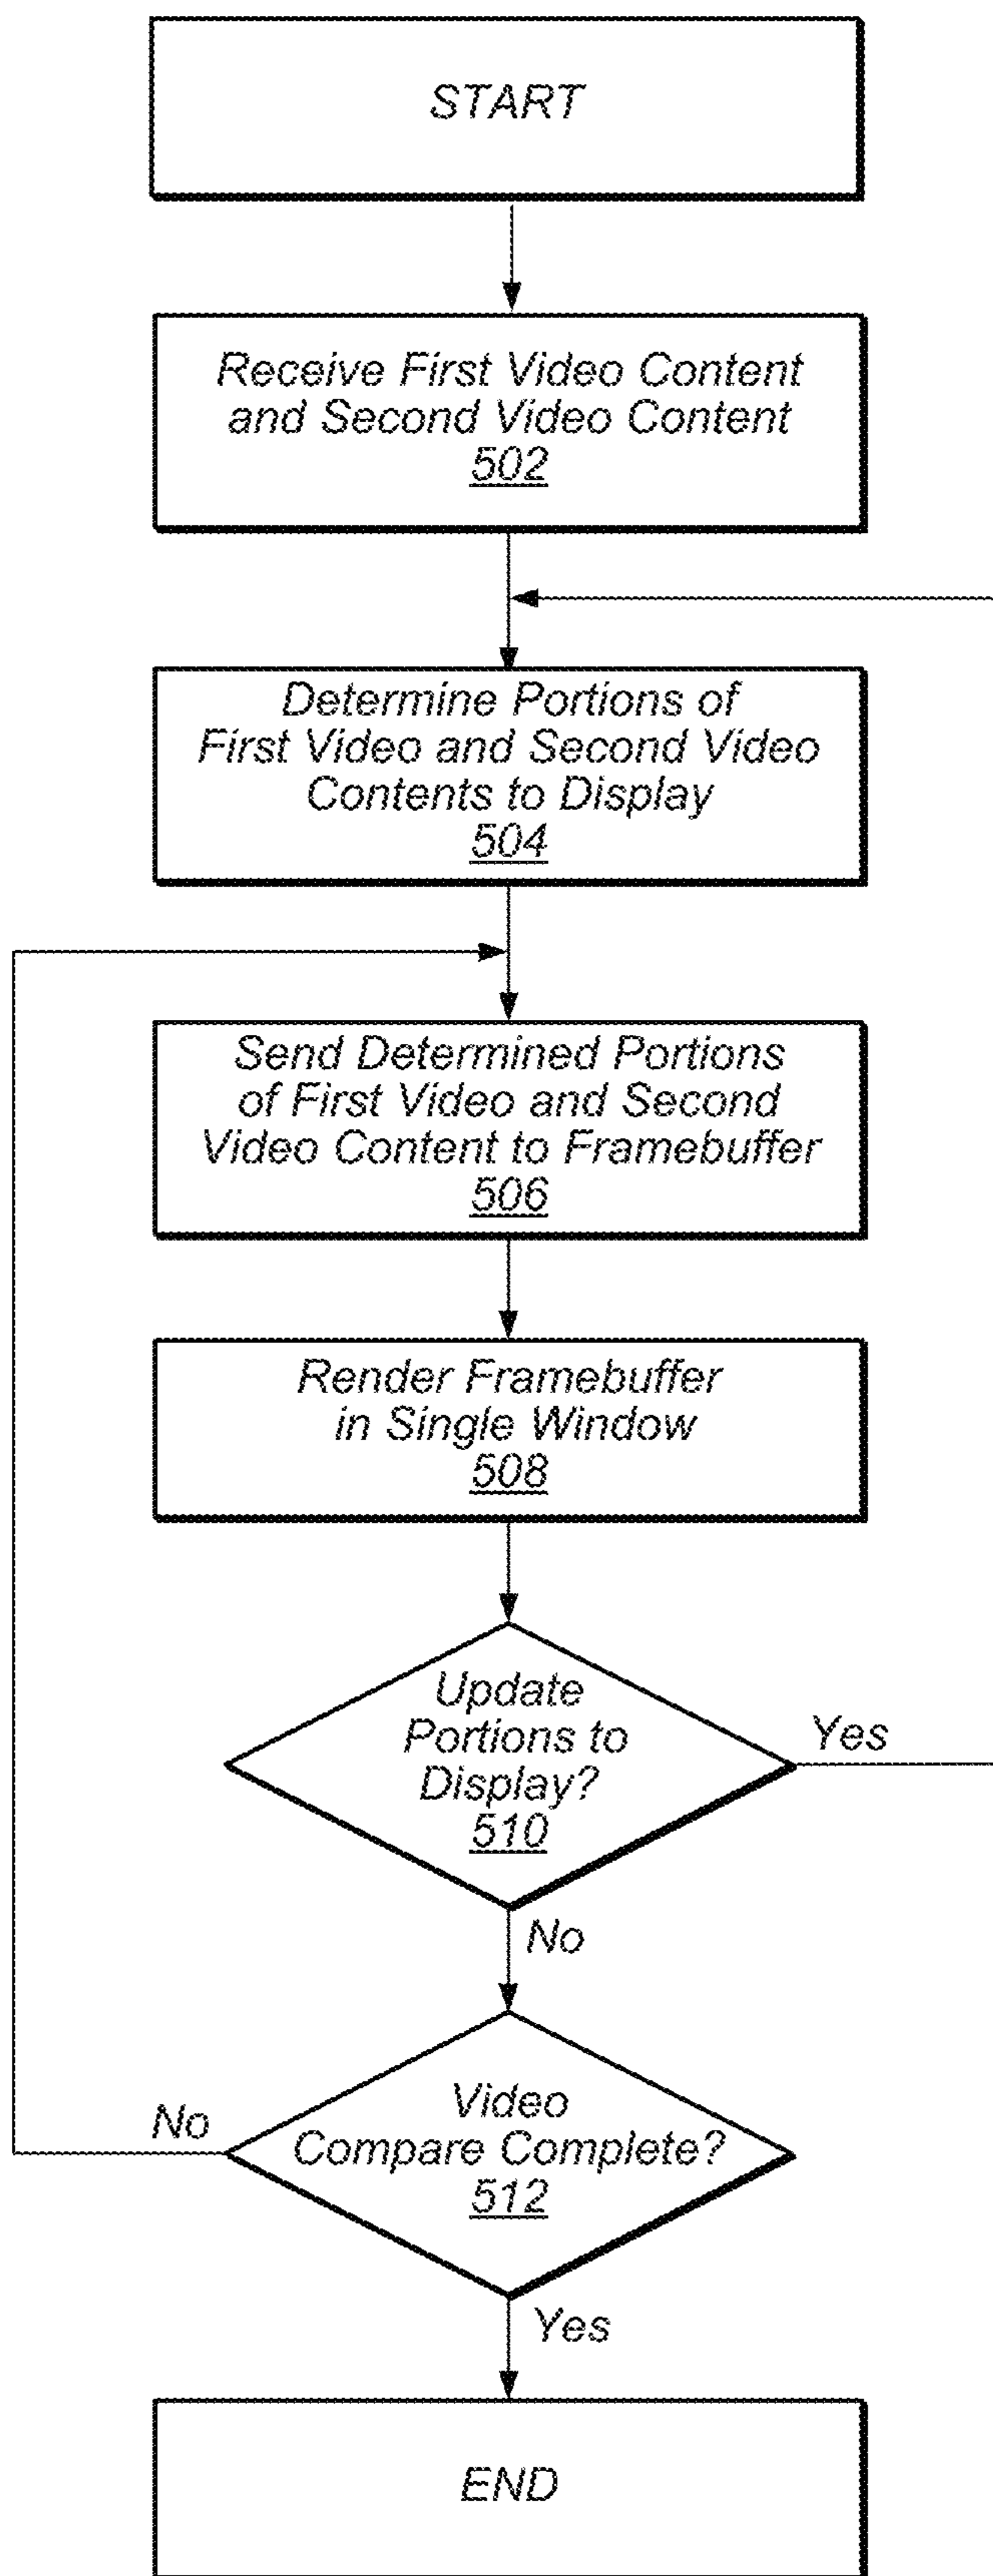 START
Receive First Video Content
and Second Video Content
502
Determine Portions of
First Video and Second Video
Contents to Display
504
Send Determined Portions
of First Video and Second
Video Content to Framebuffer
506
Render Framebuffer
in Single Window
508
Update
Portions to
Display?
510
Yes
No
Video
Compare Complete?
512
No
Yes
END